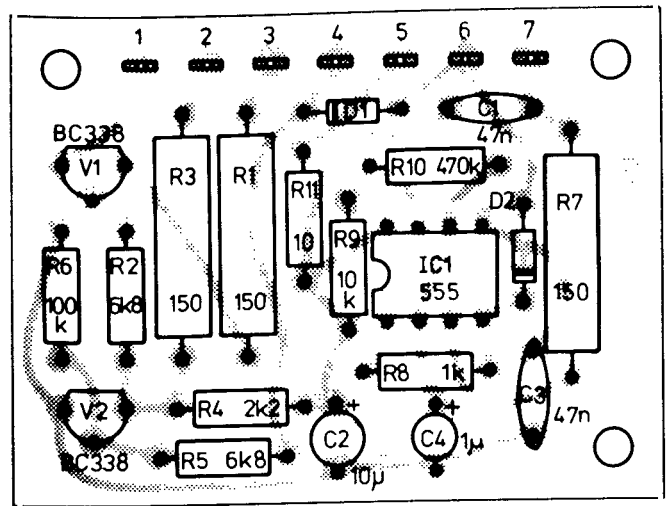 1 2 3 4 5 6 7
D1
C1
47n
BC338
V1
R3
R1
R10 470k
R11
D2
R7
10
R9
10
k
IC1
555
R6
100
k
R2
6k8
150
150
150
R8 1k
V2
BC338
R4 2k2
R5 6k8
C2
10µ
C4
1µ
C3
47n
+
+